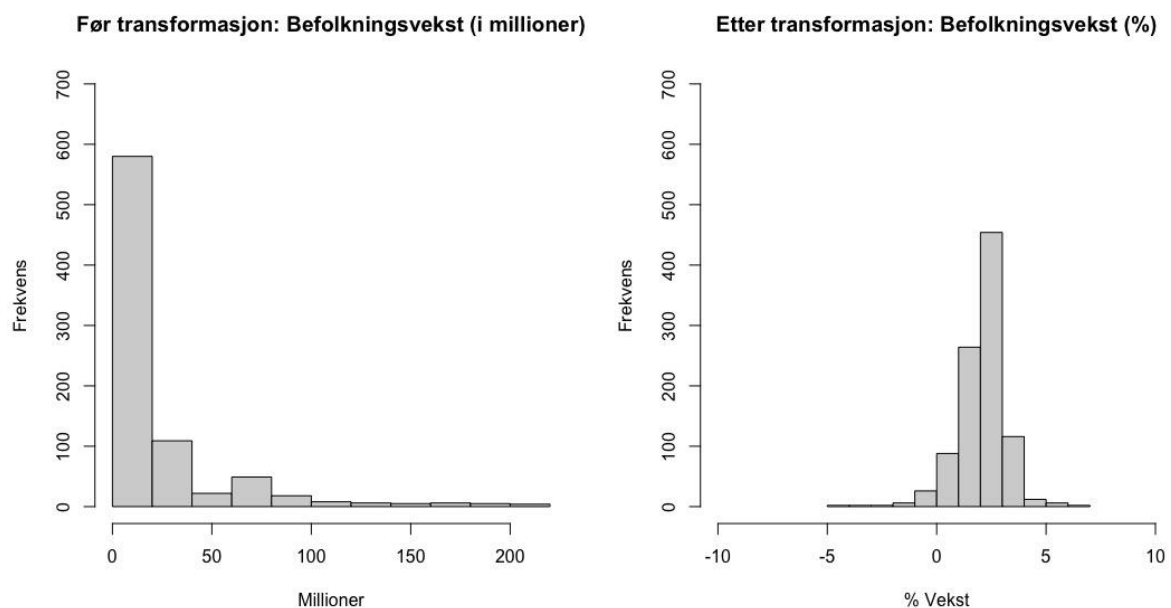 Før transformasjon: Befolkningsvekst (i millioner)
Frekvens
700
600
500
400
300
200
100
0
0 50 100 150 200
Millioner
Etter transformasjon: Befolkningsvekst (%)
Frekvens
700
600
500
400
300
200
100
0
-10 -5 0 5 10
% Vekst